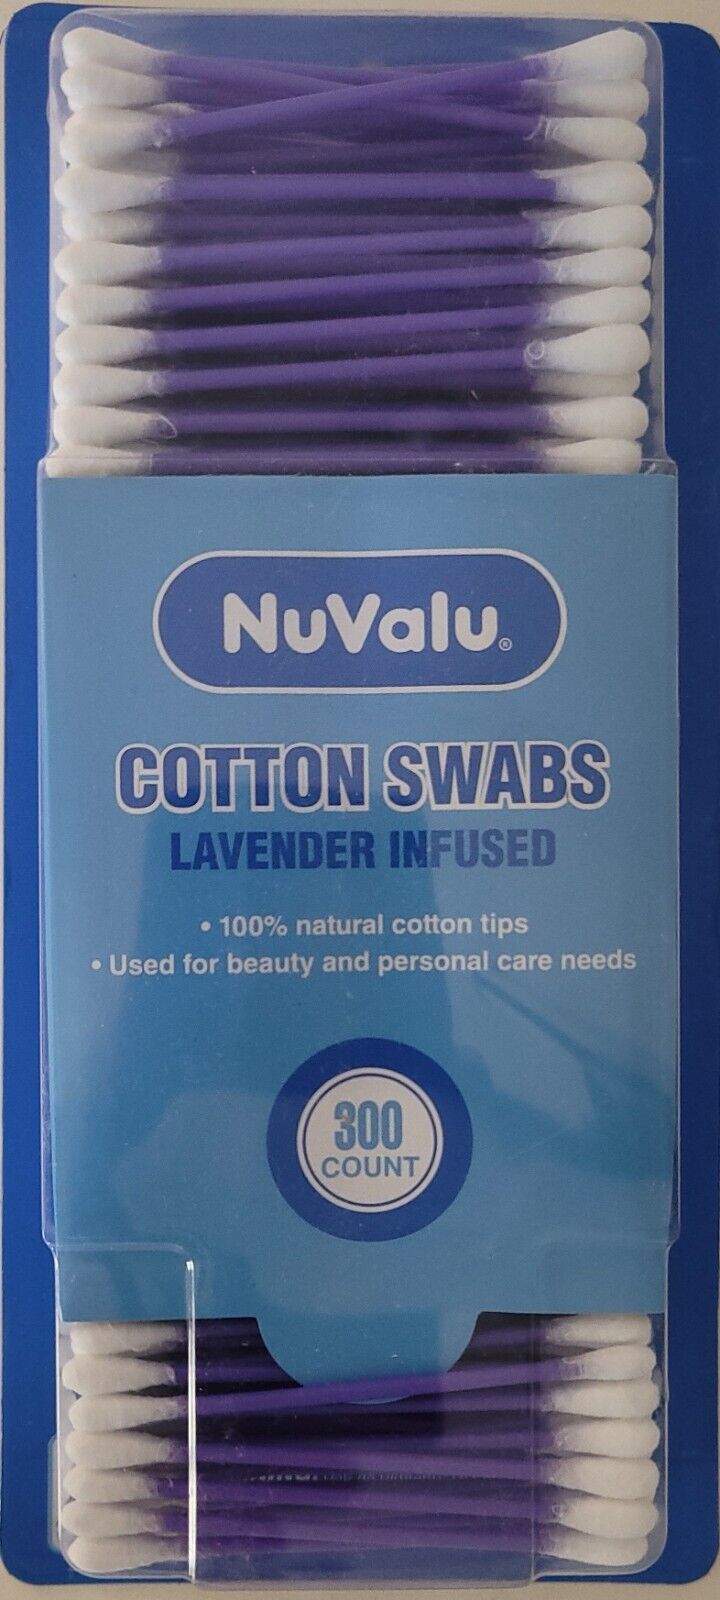 NuValu®
COTTON SWABS
LAVENDER INFUSED
• 100% natural cotton tips
• Used for beauty and personal care needs
300
COUNT